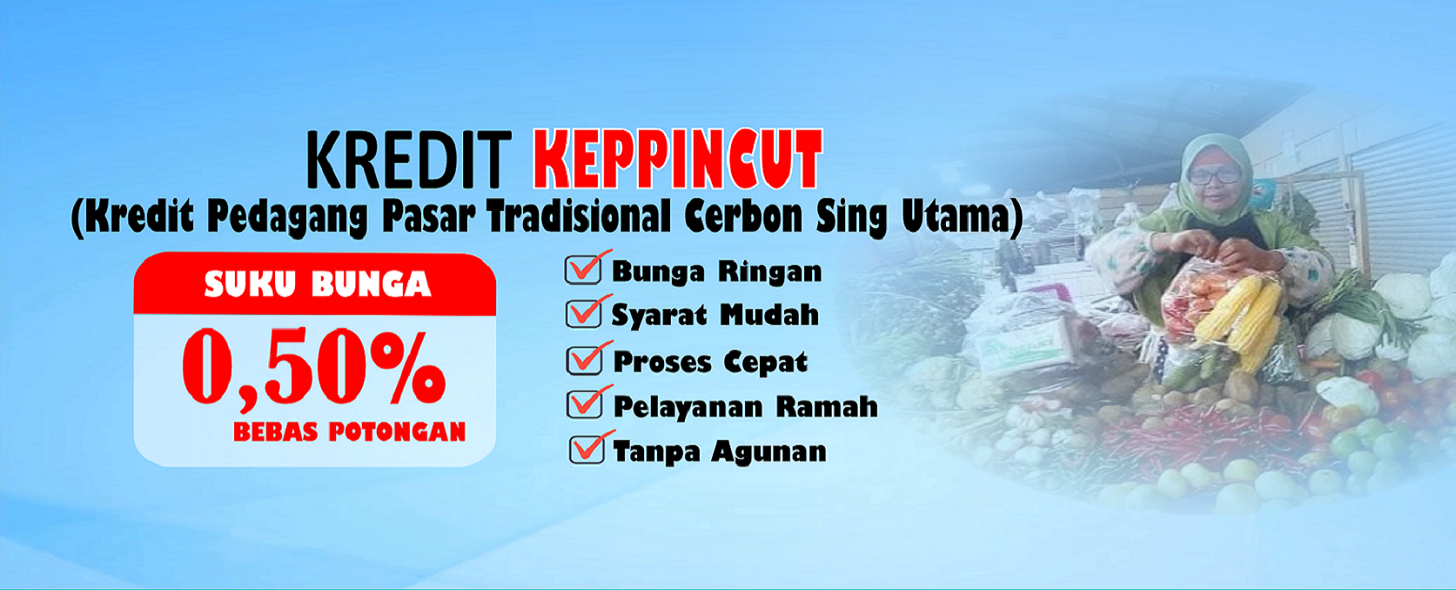 KREDIT KEPPINCUT
(Kredit Pedagang Pasar Tradisional Cerbon Sing Utama)
SUKU BUNGA
0,50%
BEBAS POTONGAN
Bunga Ringan
Syarat Mudah
Proses Cepat
Pelayanan Ramah
Tanpa Agunan